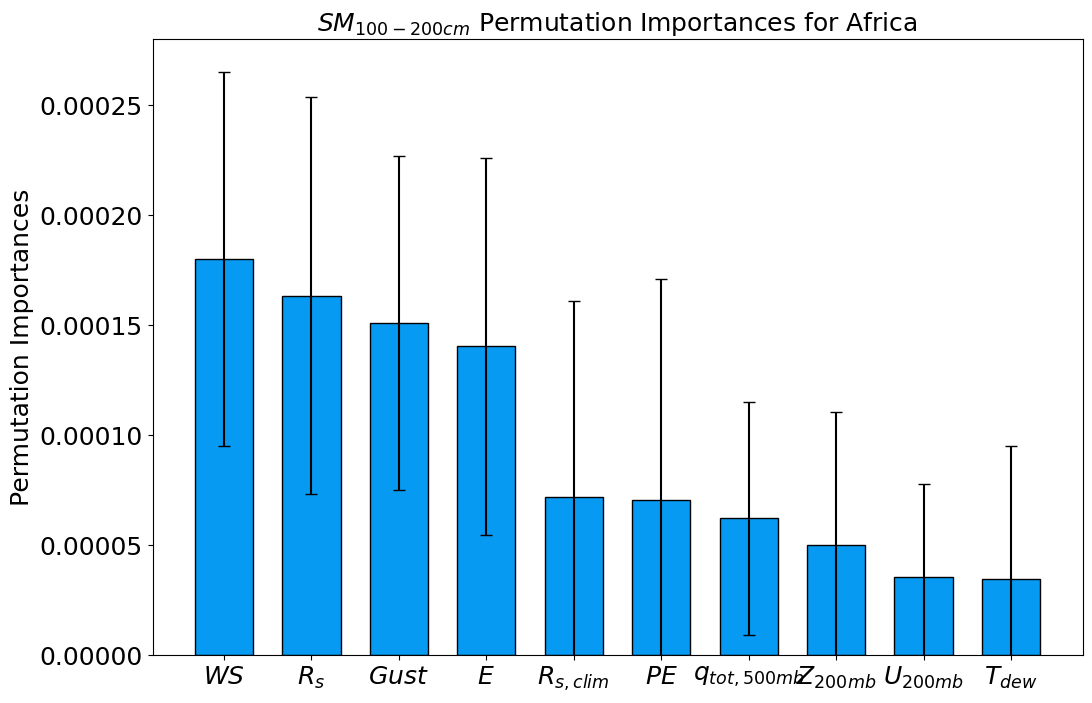 SM100-200cm Permutation Importances for Africa
Permutation Importances
0.00025
0.00020
0.00015
0.00010
0.00005
0.00000
WS Rs Gust E Rs,clim PE qtot,500mb Z200mb U200mb Tdew